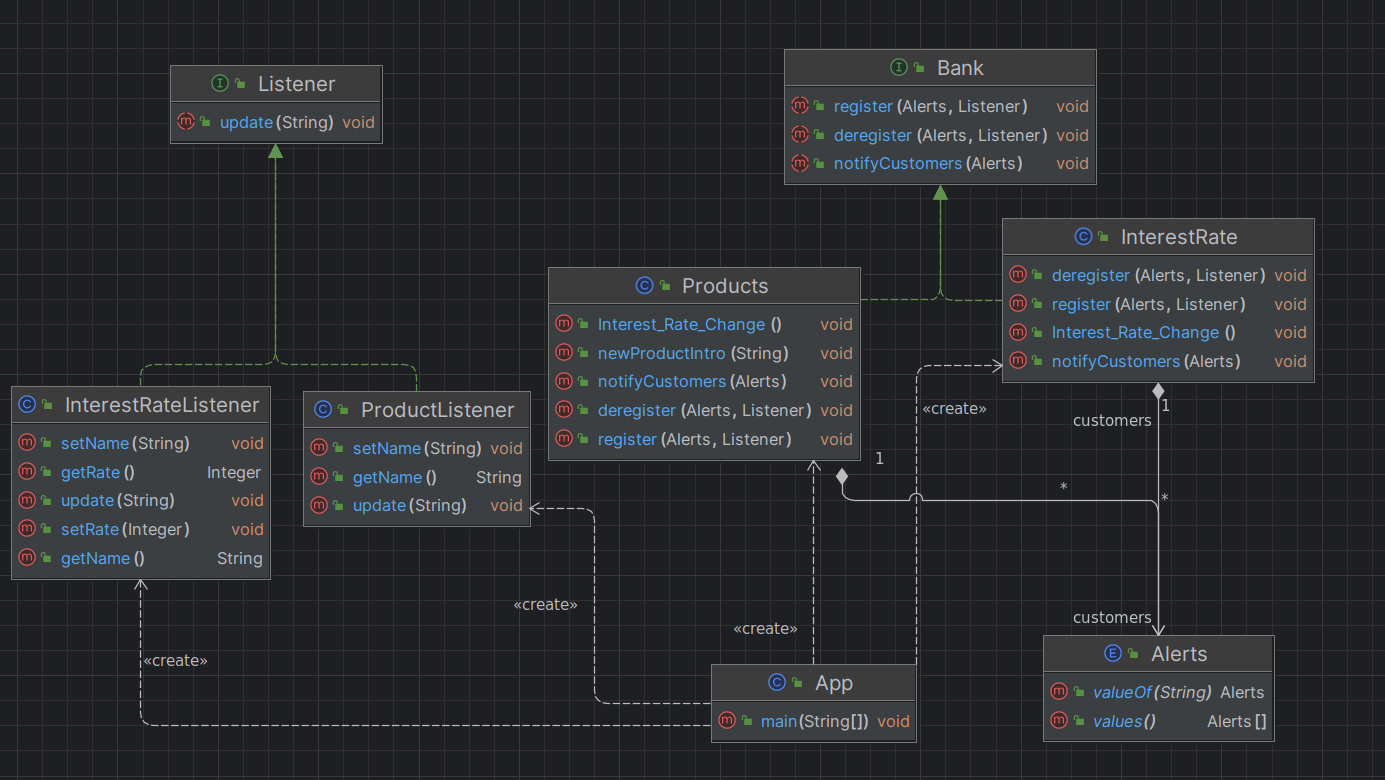 Listener
update(String) void
Bank
register(Alerts, Listener) void
deregister(Alerts, Listener) void
notifyCustomers(Alerts) void
InterestRate
deregister(Alerts, Listener) void
register(Alerts, Listener) void
Interest_Rate_Change() void
notifyCustomers(Alerts) void
Products
Interest_Rate_Change() void
newProductIntro(String) void
notifyCustomers(Alerts) void
deregister(Alerts, Listener) void
register(Alerts, Listener) void
InterestRateListener
setName(String) void
getRate() Integer
update(String) void
setRate(Integer) void
getName() String
ProductListener
setName(String) void
getName() String
update(String) void
«create»
1
customers
1
*
*
«create»
«create»
«create»
customers
App
main(String[]) void
Alerts
valueOf(String) Alerts
values() Alerts[]